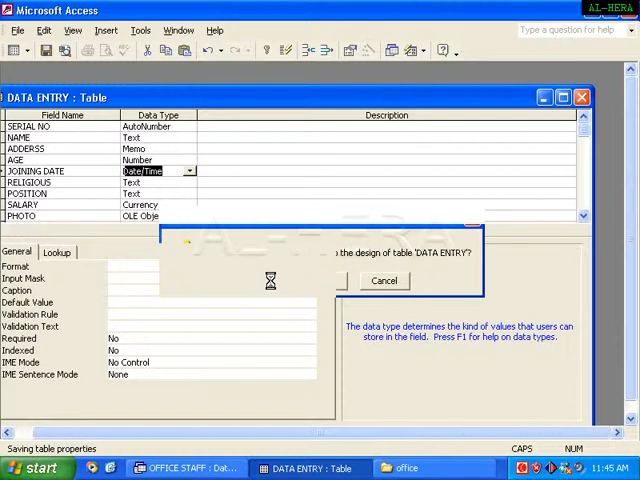 Microsoft Access
AL-HERA
File Edit View Insert Tools Window Help
Type a question for help
DATA ENTRY : Table
Field Name Data Type Description
SERIAL NO AutoNumber
NAME Text
ADDERSS Memo
AGE Number
JOINING DATE Date/Time
RELIGIOUS Text
POSITION Text
SALARY Currency
PHOTO OLE Obje
AL-HERA
the design of table 'DATA ENTRY'?
Cancel
General Lookup
Format
Input Mask
Caption
Default Value
Validation Rule
Validation Text
Required No
Indexed No
IME Mode No Control
IME Sentence Mode None
The data type determines the kind of values that users can
store in the field. Press F1 for help on data types.
Saving table properties
CAPS NUM
start
OFFICE STAFF : Dat...
DATA ENTRY : Table
office
11:45 AM